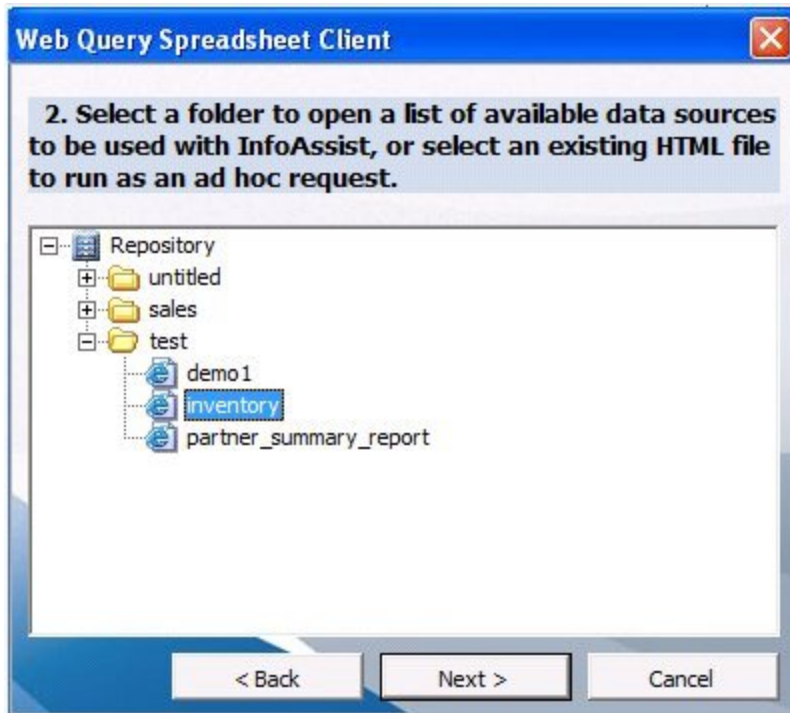 Web Query Spreadsheet Client
2. Select a folder to open a list of available data sources
to be used with InfoAssist, or select an existing HTML file
to run as an ad hoc request.
Repository
untitled
sales
test
demo1
inventory
partner_summary_report
< Back
Next >
Cancel